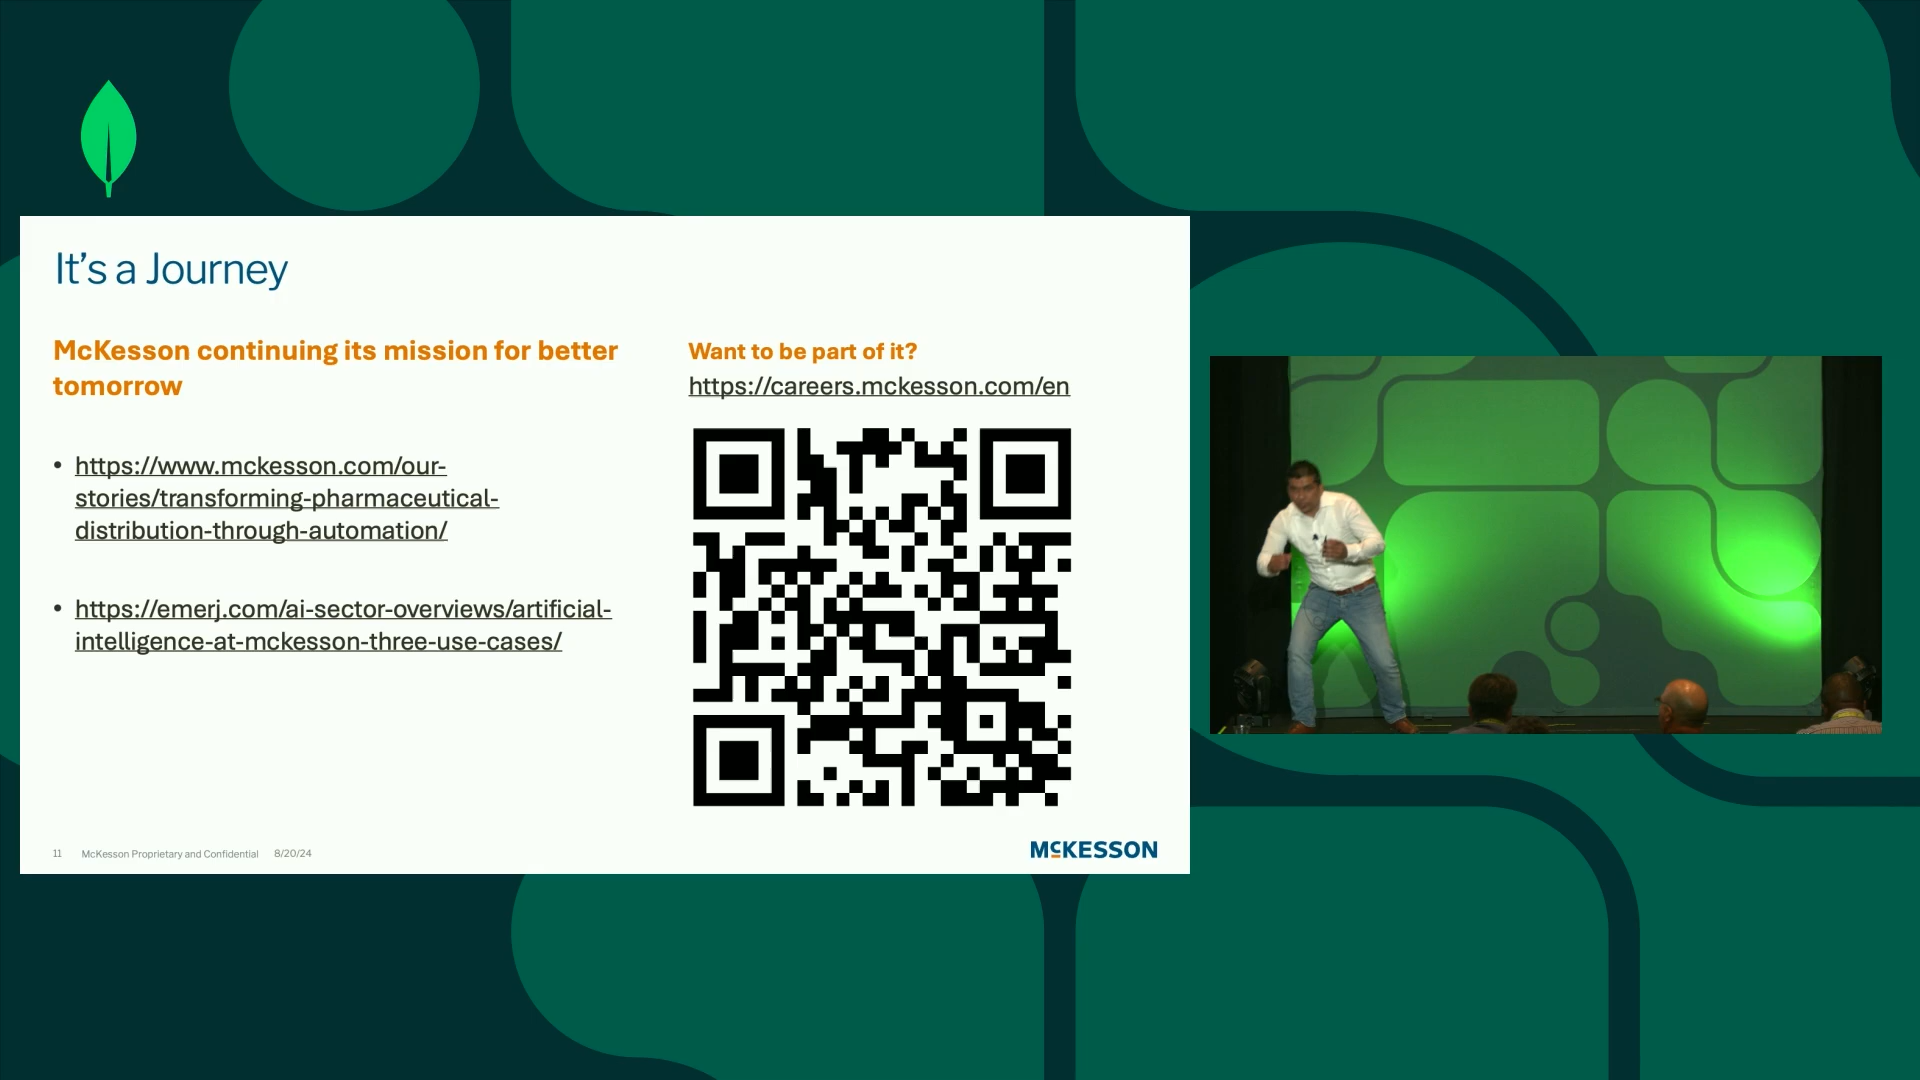 It's a Journey
McKesson continuing its mission for better
tomorrow
• https://www.mckesson.com/our-
stories/transforming-pharmaceutical-
distribution-through-automation/
• https://emerj.com/ai-sector-overviews/artificial-
intelligence-at-mckesson-three-use-cases/
Want to be part of it?
https://careers.mckesson.com/en
11 McKesson Proprietary and Confidential 8/20/24
MCKESSON